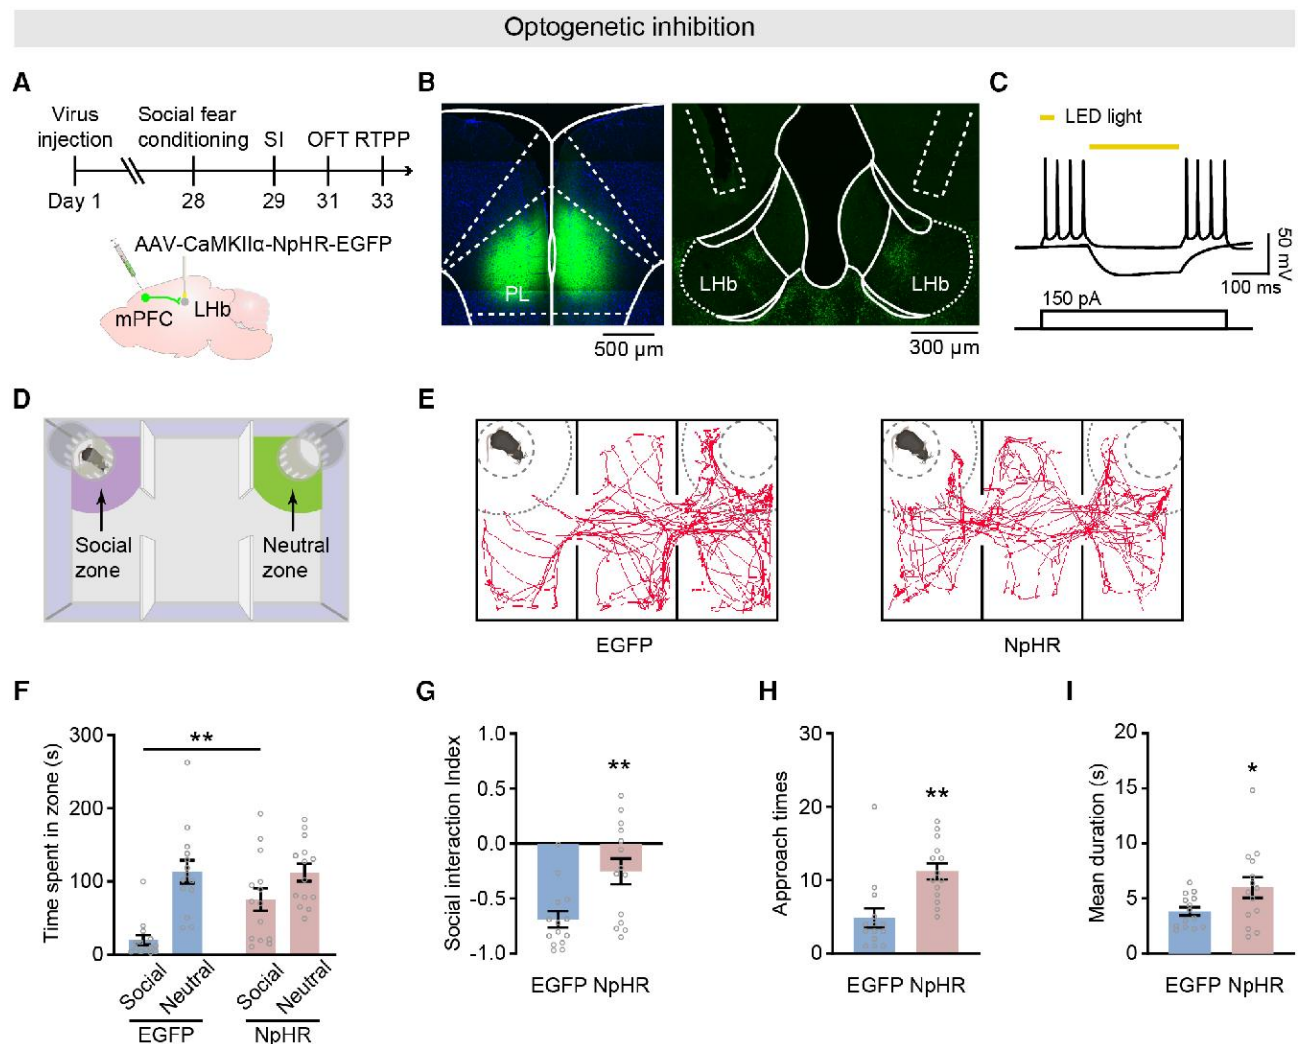 Optogenetic inhibition
A
Virus
injection
Social fear
conditioning
SI
OFT RTPP
Day 1
28
29
31
33
AAV-CaMKIIα-NpHR-EGFP
mPFC
LHb
B
PL
500 μm
LHb
LHb
300 μm
C
LED light
50 mV
100 ms
150 pA
D
Social
zone
Neutral
zone
E
EGFP
NpHR
F
Time spent in zone (s)
300
200
100
0
**
Social
Neutral
Social
Neutral
EGFP
NpHR
G
Social interaction Index
1.0
0.5
0.0
-0.5
-1.0
**
EGFP NpHR
H
Approach times
30
20
10
0
**
EGFP NpHR
I
Mean duration (s)
20
15
10
5
0
*
EGFP NpHR